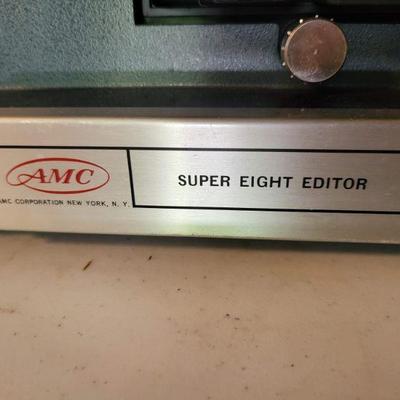 AMC
AMC CORPORATION NEW YORK, N. Y.
SUPER EIGHT EDITOR